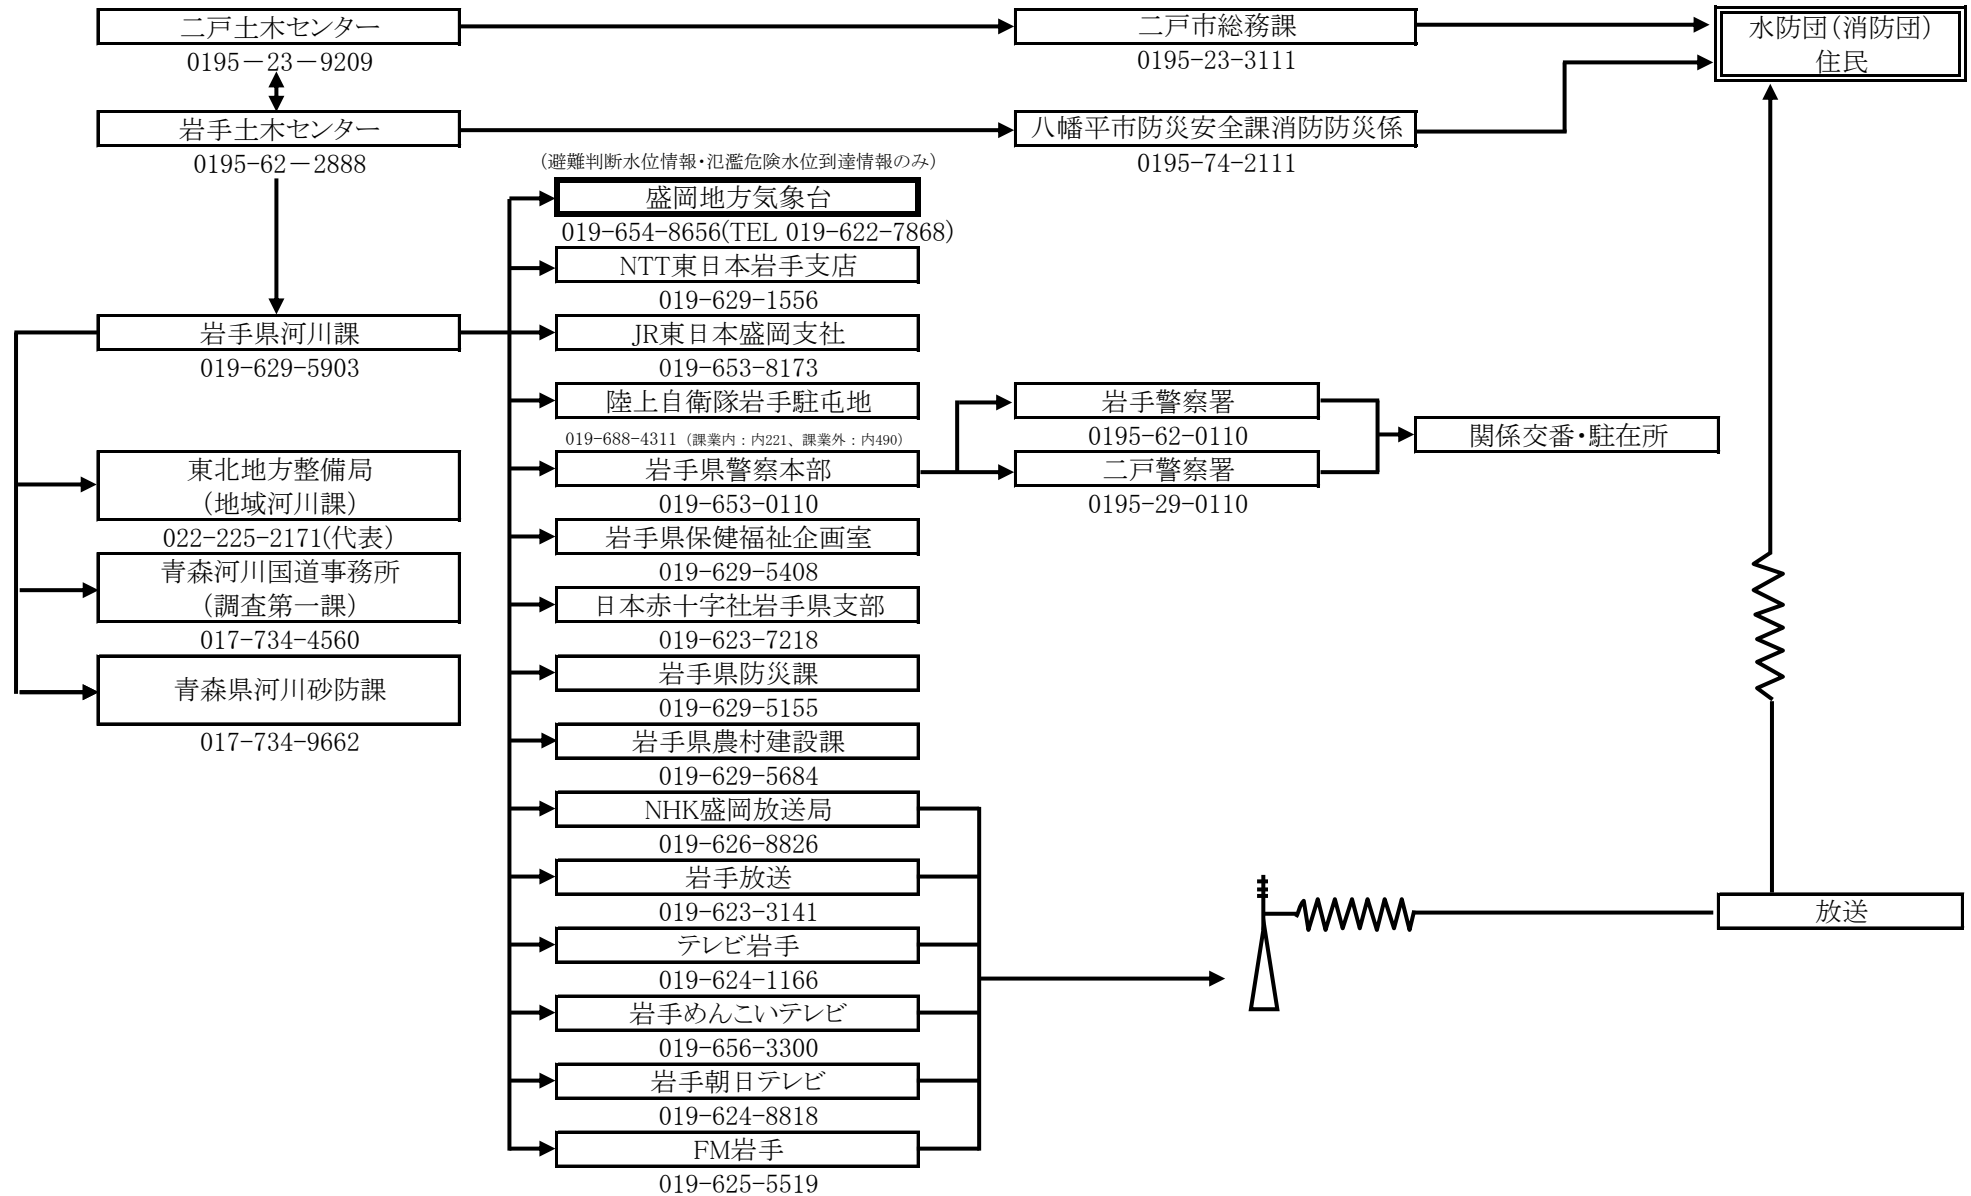 二戸土木センター
0195－23－9209
岩手土木センター
0195-62－2888
岩手県河川課
019-629-5903
東北地方整備局
（地域河川課）
022-225-2171(代表）
青森河川国道事務所
（調査第一課）
017-734-4560
青森県河川砂防課
017-734-9662
（避難判断水位情報・氾濫危険水位到達情報のみ）
盛岡地方気象台
019-654-8656(TEL 019-622-7868)
NTT東日本岩手支店
019-629-1556
JR東日本盛岡支社
019-653-8173
陸上自衛隊岩手駐屯地
019-688-4311（課業内：内221、課業外：内490）
岩手県警察本部
019-653-0110
岩手県保健福祉企画室
019-629-5408
日本赤十字社岩手県支部
019-623-7218
岩手県防災課
019-629-5155
岩手県農村建設課
019-629-5684
NHK盛岡放送局
019-626-8826
岩手放送
019-623-3141
テレビ岩手
019-624-1166
岩手めんこいテレビ
019-656-3300
岩手朝日テレビ
019-624-8818
FM岩手
019-625-5519
二戸市総務課
0195-23-3111
八幡平市防災安全課消防防災係
0195-74-2111
岩手警察署
0195-62-0110
二戸警察署
0195-29-0110
関係交番・駐在所
水防団（消防団）
住民
放送